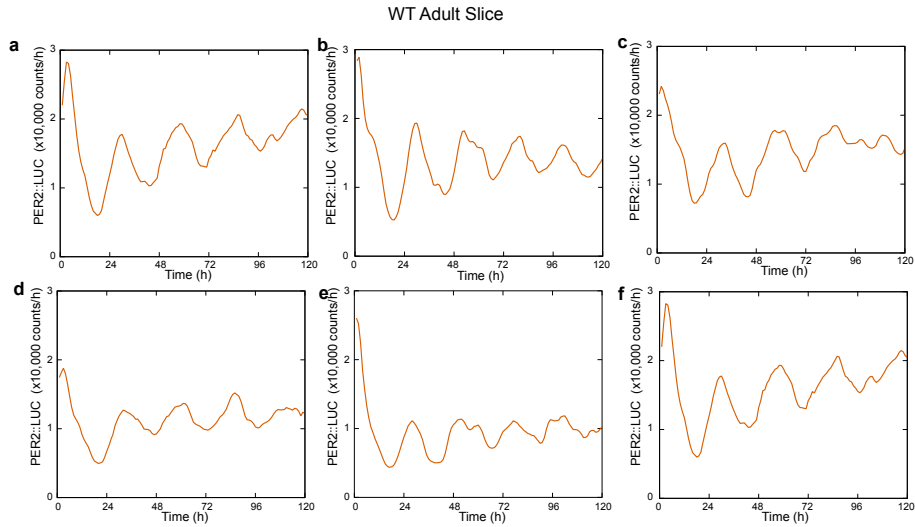 WT Adult Slice
a
PER2::LUC (x10,000 counts/h)
3
2
1
0
0 24 48 72 96 120
Time (h)
b
PER2::LUC (x10,000 counts/h)
3
2
1
0
0 24 48 72 96 120
Time (h)
c
PER2::LUC (x10,000 counts/h)
3
2
1
0
0 24 48 72 96 120
Time (h)
d
PER2::LUC (x10,000 counts/h)
3
2
1
0
0 24 48 72 96 120
Time (h)
e
PER2::LUC (x10,000 counts/h)
3
2
1
0
0 24 48 72 96 120
Time (h)
f
PER2::LUC (x10,000 counts/h)
3
2
1
0
0 24 48 72 96 120
Time (h)